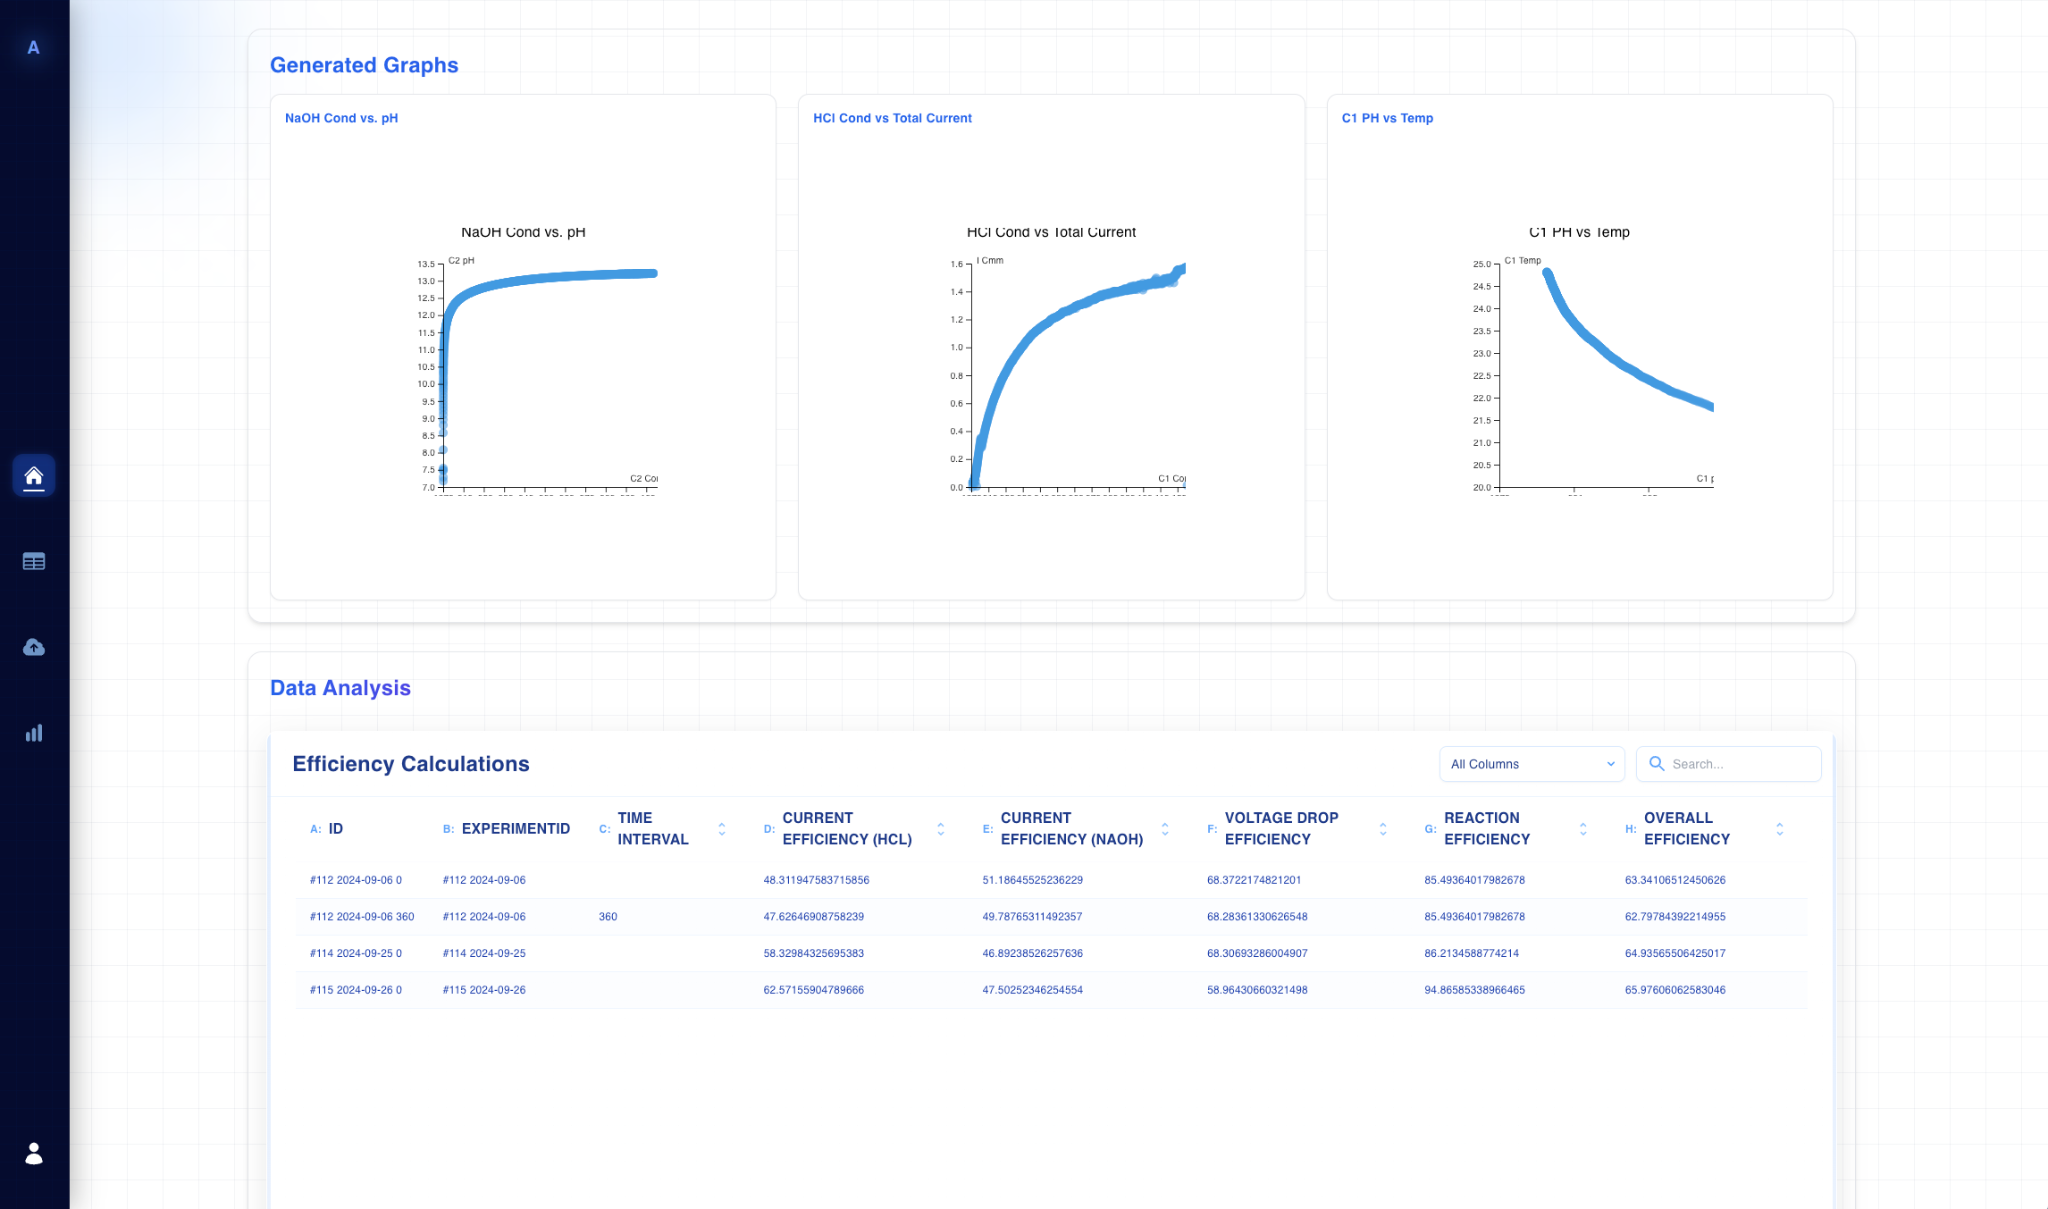 A
Generated Graphs
NaOH Cond vs. pH
HCl Cond vs Total Current
C1 PH vs Temp
NaOH Cond vs. pH
C2 pH
13.5
13.0
12.5
12.0
11.5
11.0
10.5
10.0
9.5
9.0
8.5
8.0
7.5
7.0
C2 Co
HCl Cond vs Total Current
I Cmm
1.6
1.4
1.2
1.0
0.8
0.6
0.4
0.2
0.0
C1 Co
C1 PH vs Temp
C1 Temp
25.0
24.5
24.0
23.5
23.0
22.5
22.0
21.5
21.0
20.5
20.0
C1 p
Data Analysis
Efficiency Calculations
All Columns
Search...
A: ID
B: EXPERIMENTID
C: TIME INTERVAL
D: CURRENT EFFICIENCY (HCL)
E: CURRENT EFFICIENCY (NAOH)
F: VOLTAGE DROP EFFICIENCY
G: REACTION EFFICIENCY
H: OVERALL EFFICIENCY
#112 2024-09-06 0 #112 2024-09-06 48.311947583715856 51.18645525236229 68.3722174821201 85.49364017982678 63.34106512450626
#112 2024-09-06 360 #112 2024-09-06 360 47.62646908758239 49.78765311492357 68.28361330626548 85.49364017982678 62.79784392214955
#114 2024-09-25 0 #114 2024-09-25 58.32984325695383 46.89238526257636 68.30693286004907 86.2134588774214 64.93565506425017
#115 2024-09-26 0 #115 2024-09-26 62.57155904789666 47.50252346254554 58.96430660321498 94.86585338966465 65.97606062583046